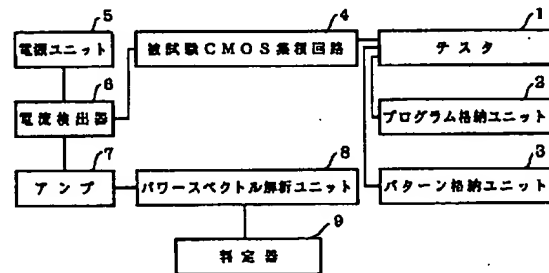 5
電源ユニット
4
被試験CMOS集積回路
1
テスタ
6
電流検出器
2
プログラム格納ユニット
7
アンプ
8
パワースペクトル解析ユニット
3
パターン格納ユニット
9
判定器